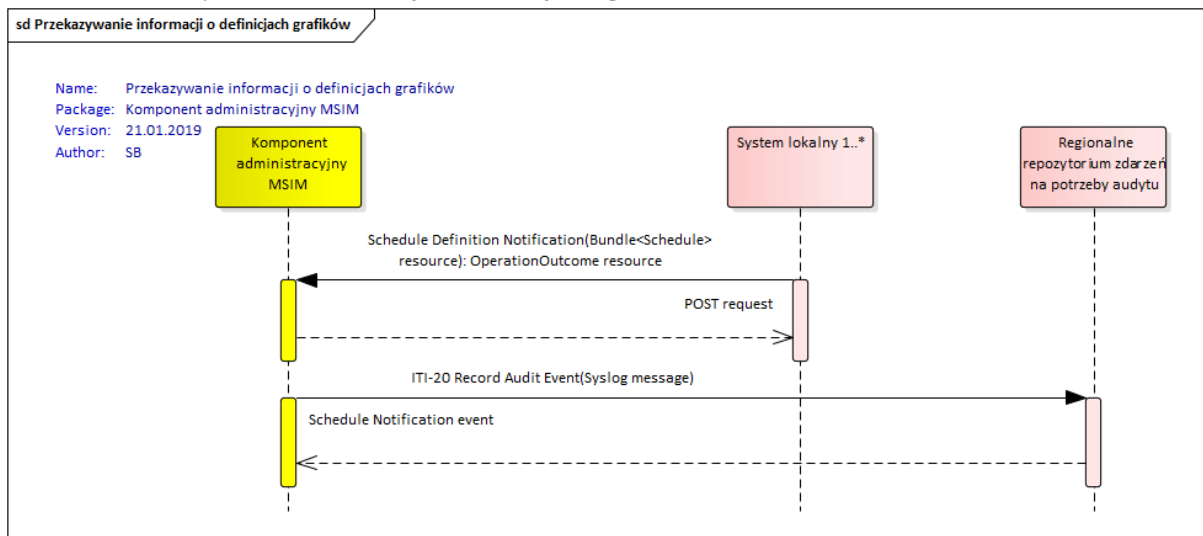 sd Przekazywanie informacji o definicjach grafików
Name: Przekazywanie informacji o definicjach grafików
Package: Komponent administracyjny MSIM
Version: 21.01.2019
Author: SB
Komponent
administracyjny
MSIM
System lokalny 1..*
Regionalne
repozytorium zdarzeń
na potrzeby audytu
Schedule Definition Notification(Bundle<Schedule>
resource): OperationOutcome resource
POST request
ITI-20 Record Audit Event(Syslog message)
Schedule Notification event